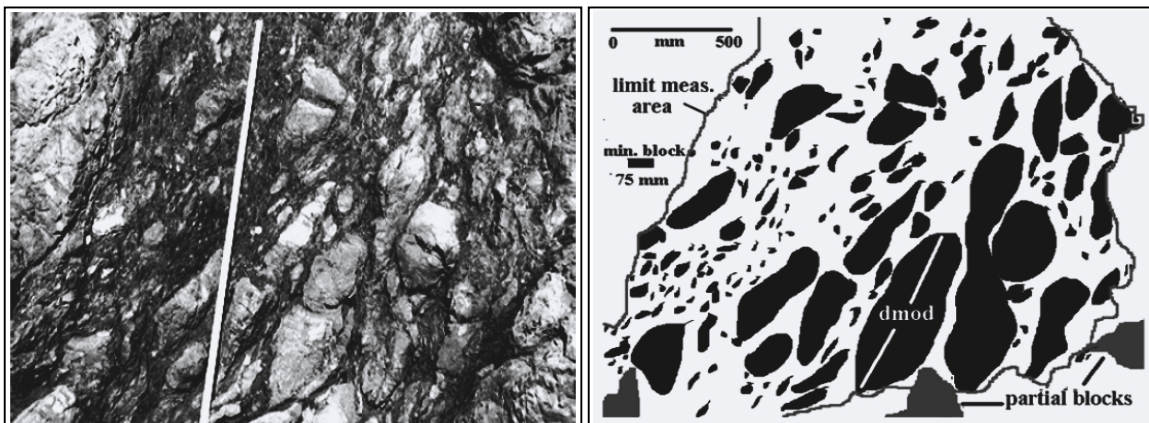 0 mm 500
limit meas.
area
min. block
75 mm
dmod
partial blocks